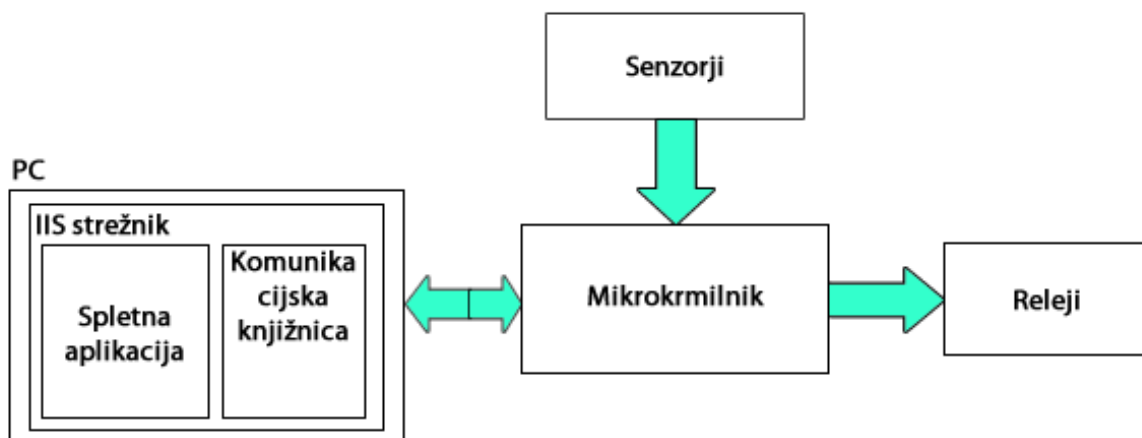 Senzorji
PC
IIS strežnik
Spletna
aplikacija
Komunika
cijska
knjižnica
Mikrokrmilnik
Releji